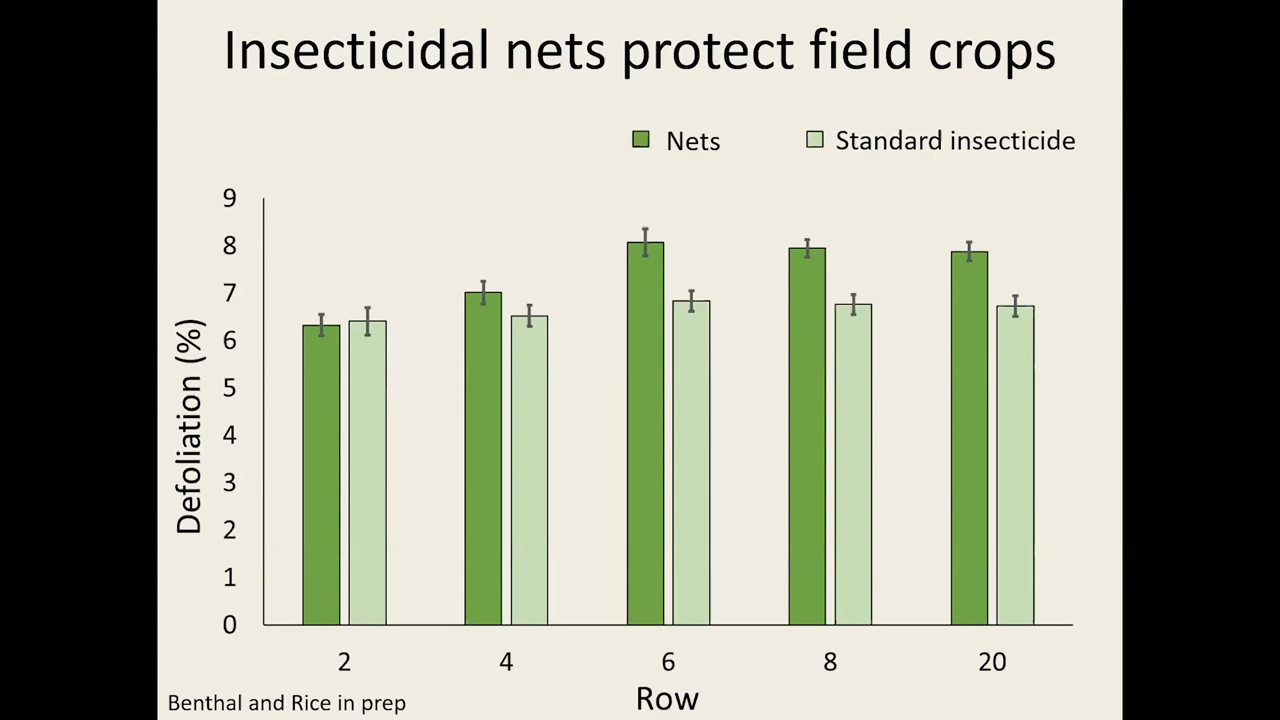 Insecticidal nets protect field crops
Nets
Standard insecticide
9
8
7
6
5
4
3
2
1
0
Defoliation (%)
2
4
6
8
20
Row
Benthal and Rice in prep